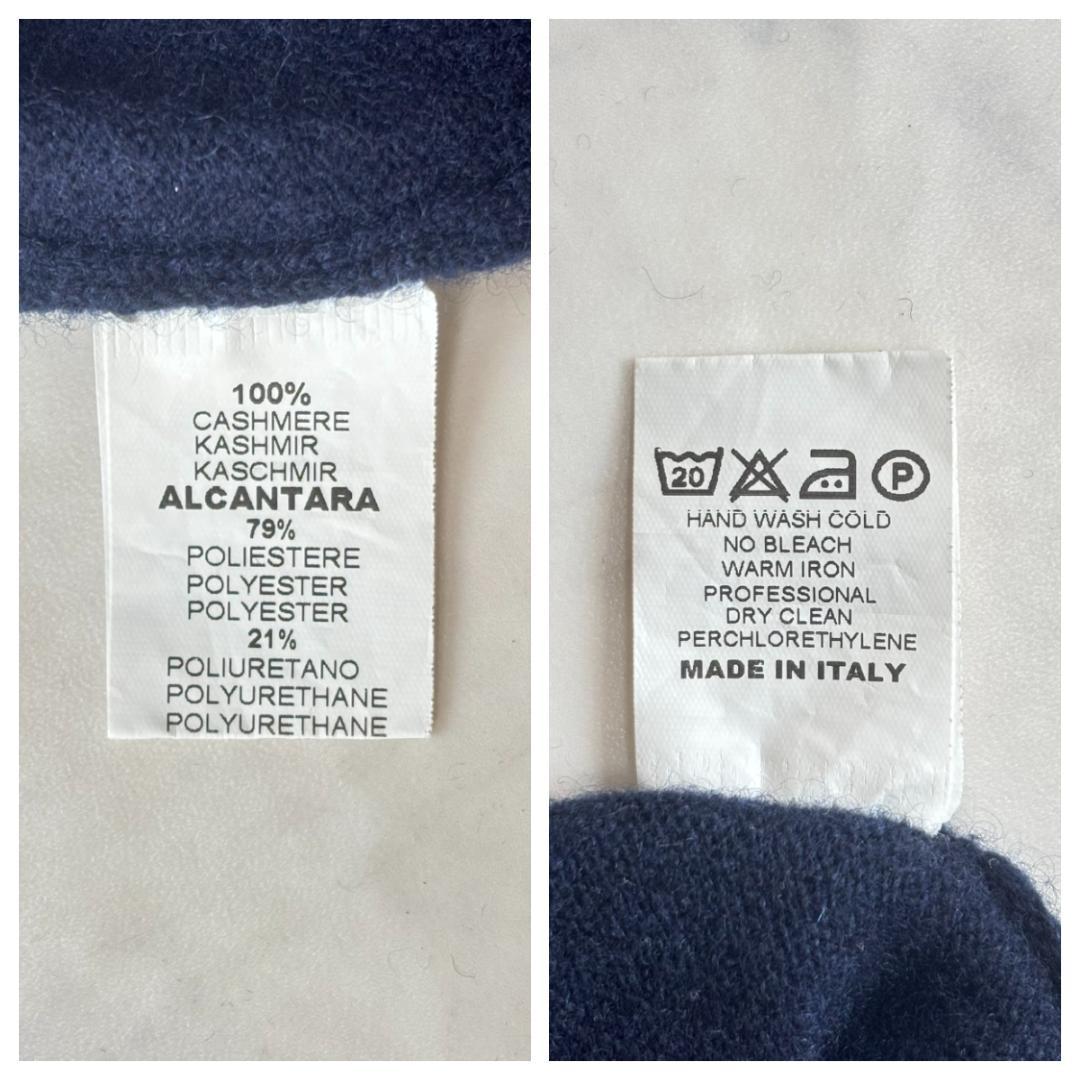 100%
CASHMERE
KASHMIR
KASCHMIR
ALCANTARA
79%
POLIESTERE
POLYESTER
POLYESTER
21%
POLIURETANO
POLYURETHANE
POLYURETHANE
20 P
HAND WASH COLD
NO BLEACH
WARM IRON
PROFESSIONAL
DRY CLEAN
PERCHLORETHYLENE
MADE IN ITALY